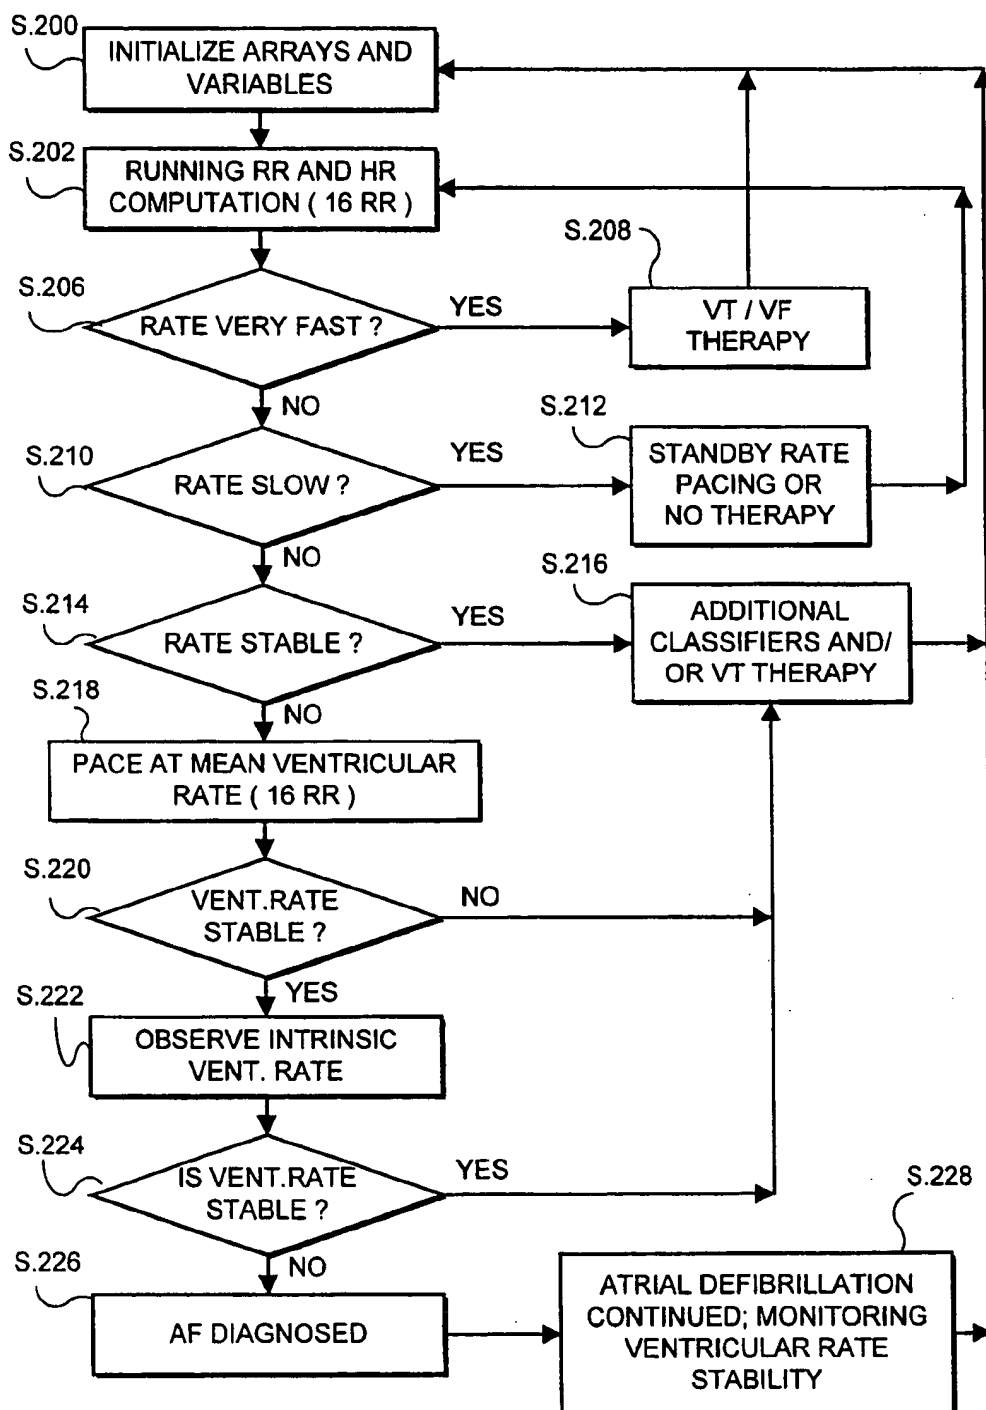 S.200
INITIALIZE ARRAYS AND
VARIABLES
S.202
RUNNING RR AND HR
COMPUTATION ( 16 RR )
S.206
RATE VERY FAST ?
YES
S.208
VT / VF
THERAPY
NO
S.210
RATE SLOW ?
YES
S.212
STANDBY RATE
PACING OR
NO THERAPY
NO
S.214
RATE STABLE ?
YES
S.216
ADDITIONAL
CLASSIFIERS AND/
OR VT THERAPY
NO
S.218
PACE AT MEAN VENTRICULAR
RATE ( 16 RR )
S.220
VENT.RATE
STABLE ?
NO
YES
S.222
OBSERVE INTRINSIC
VENT. RATE
S.224
IS VENT.RATE
STABLE ?
YES
NO
S.226
AF DIAGNOSED
S.228
ATRIAL DEFIBRILLATION
CONTINUED; MONITORING
VENTRICULAR RATE
STABILITY